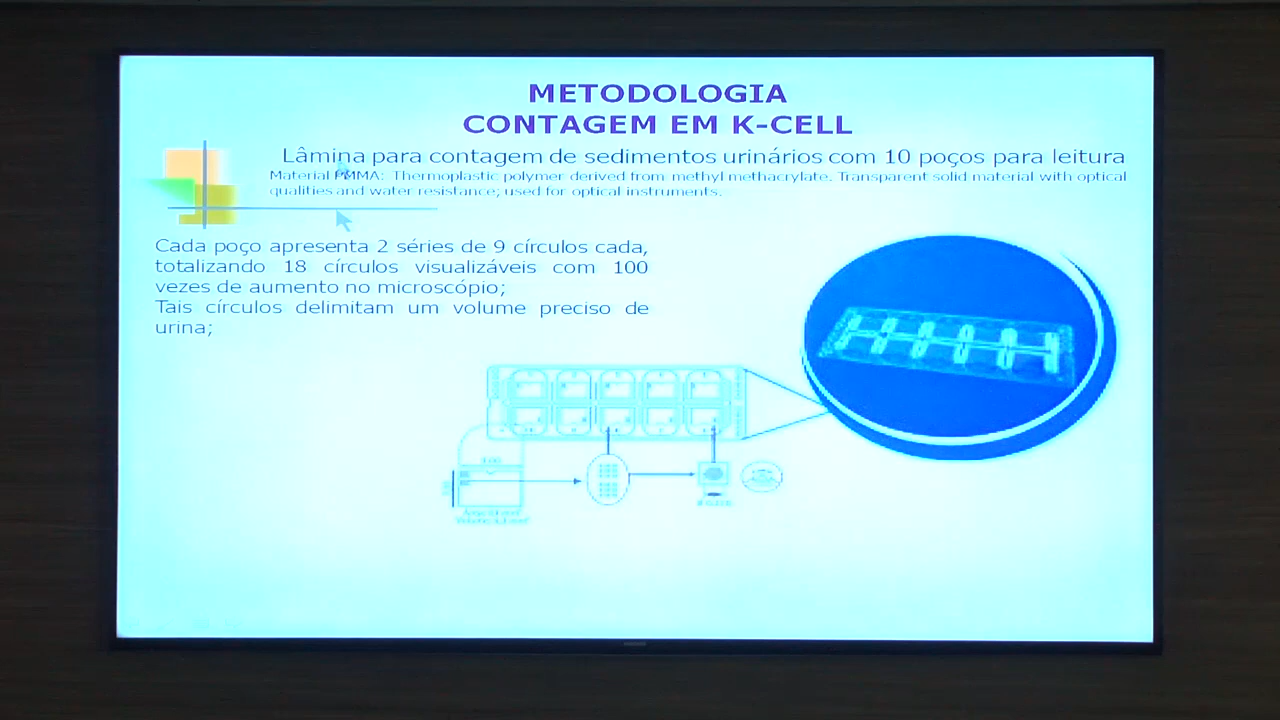 METODOLOGIA
CONTAGEM EM K-CELL
Lâmina para contagem de sedimentos urinários com 10 poços para leitura
Material PMMA: Thermoplastic polymer derived from methyl methacrylate. Transparent solid material with optical
qualities and water resistance; used for optical instruments.
Cada poço apresenta 2 séries de 9 círculos cada,
totalizando 18 círculos visualizáveis com 100
vezes de aumento no microscópio;
Tais círculos delimitam um volume preciso de
urina;